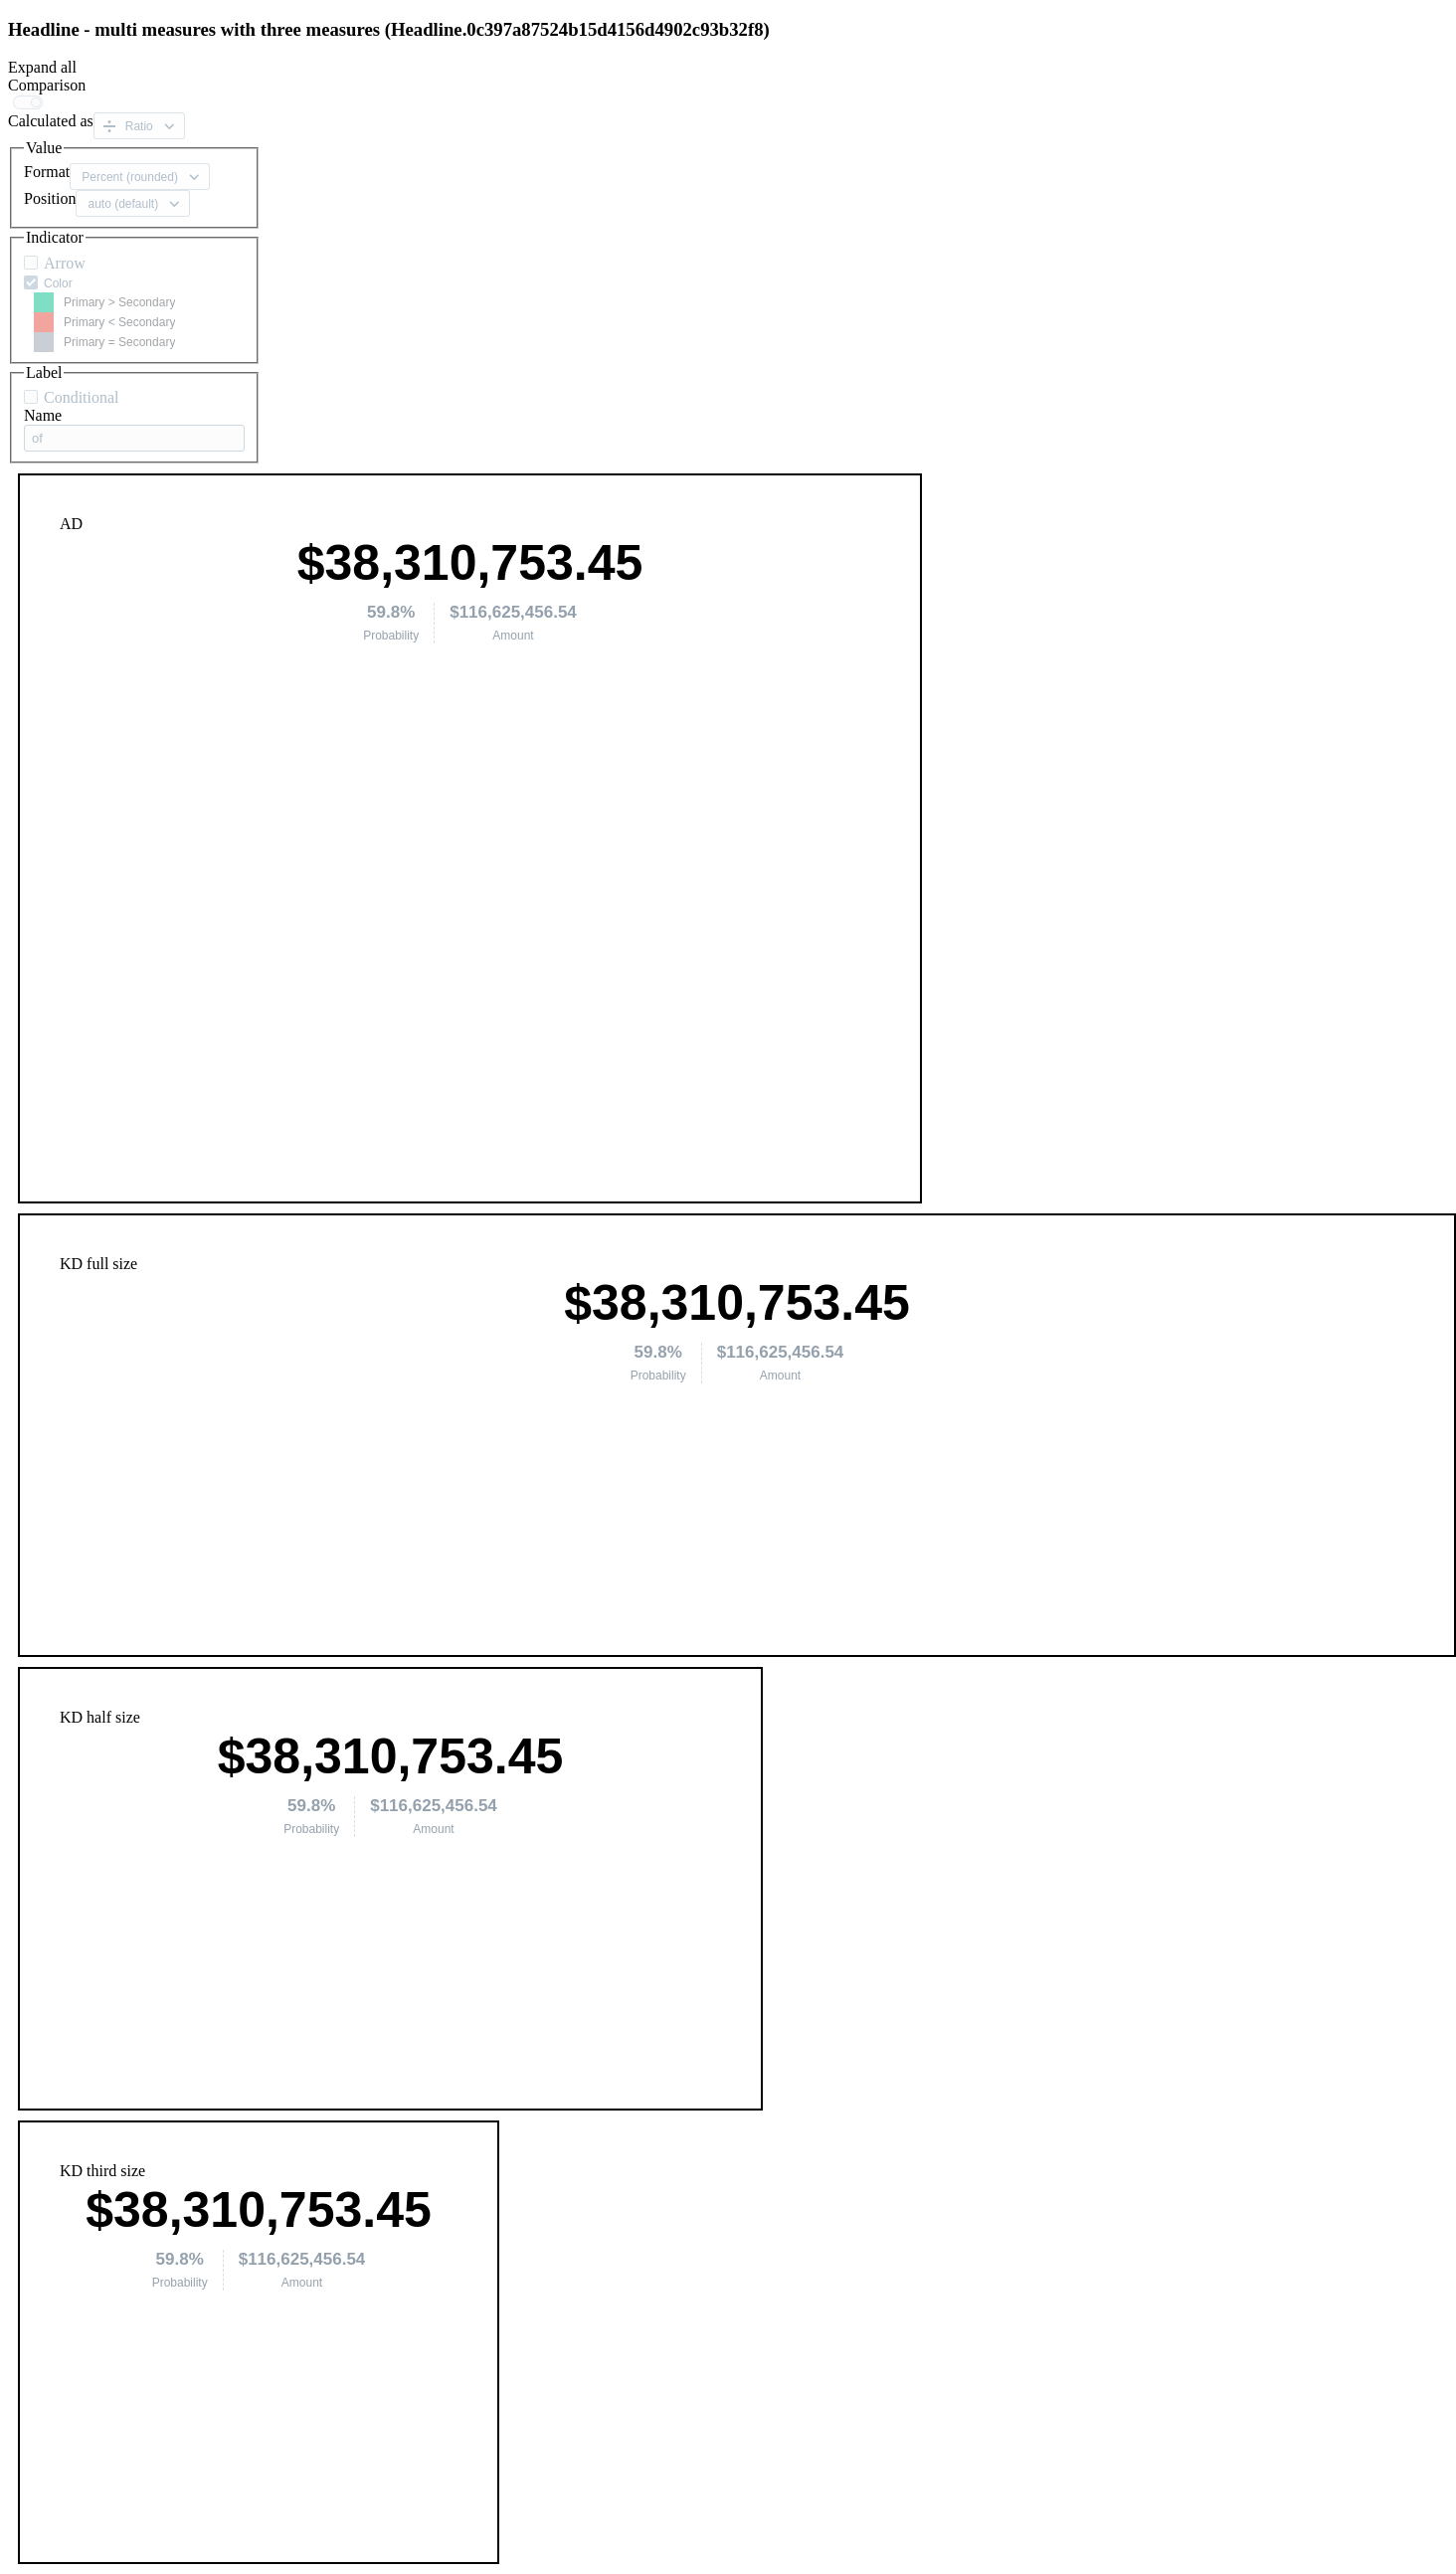 Headline - multi measures with three measures (Headline.0c397a87524b15d4156d4902c93b32f8)
Expand all
Comparison
Calculated as Ratio
Value
Format Percent (rounded)
Position auto (default)
Indicator
Arrow
Color
Primary > Secondary
Primary < Secondary
Primary = Secondary
Label
Conditional
Name
of
AD
$38,310,753.45
59.8% $116,625,456.54
Probability Amount
KD full size
$38,310,753.45
59.8% $116,625,456.54
Probability Amount
KD half size
$38,310,753.45
59.8% $116,625,456.54
Probability Amount
KD third size
$38,310,753.45
59.8% $116,625,456.54
Probability Amount